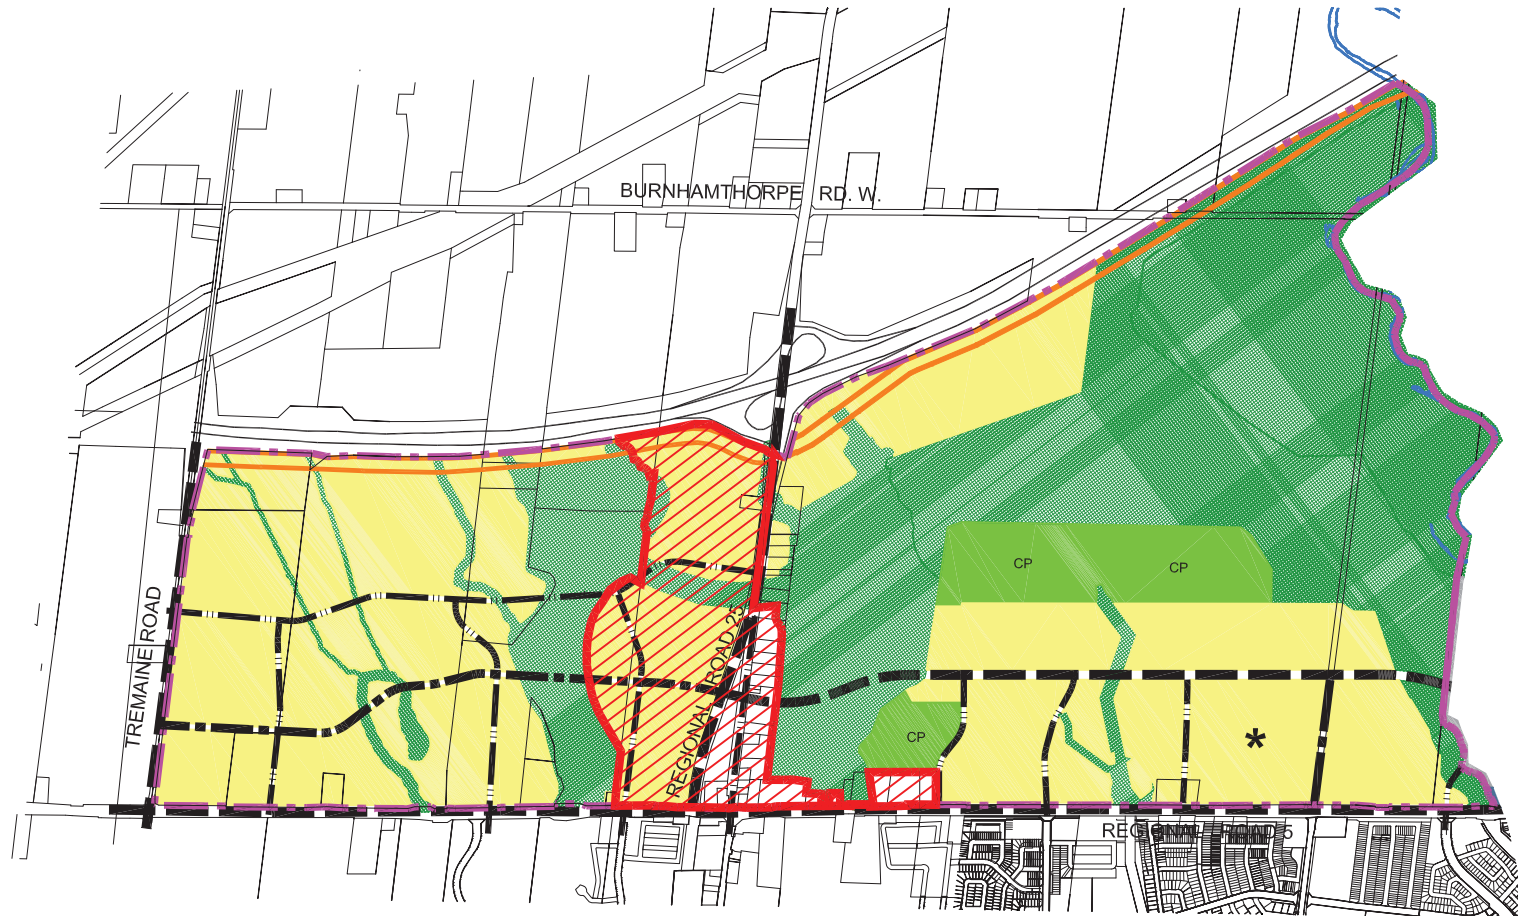 BURNHAMTHORPE RD. W.
CP
CP
TREMAINE ROAD
REGIONAL ROAD 25
CP
*
REGIONAL ROAD 5